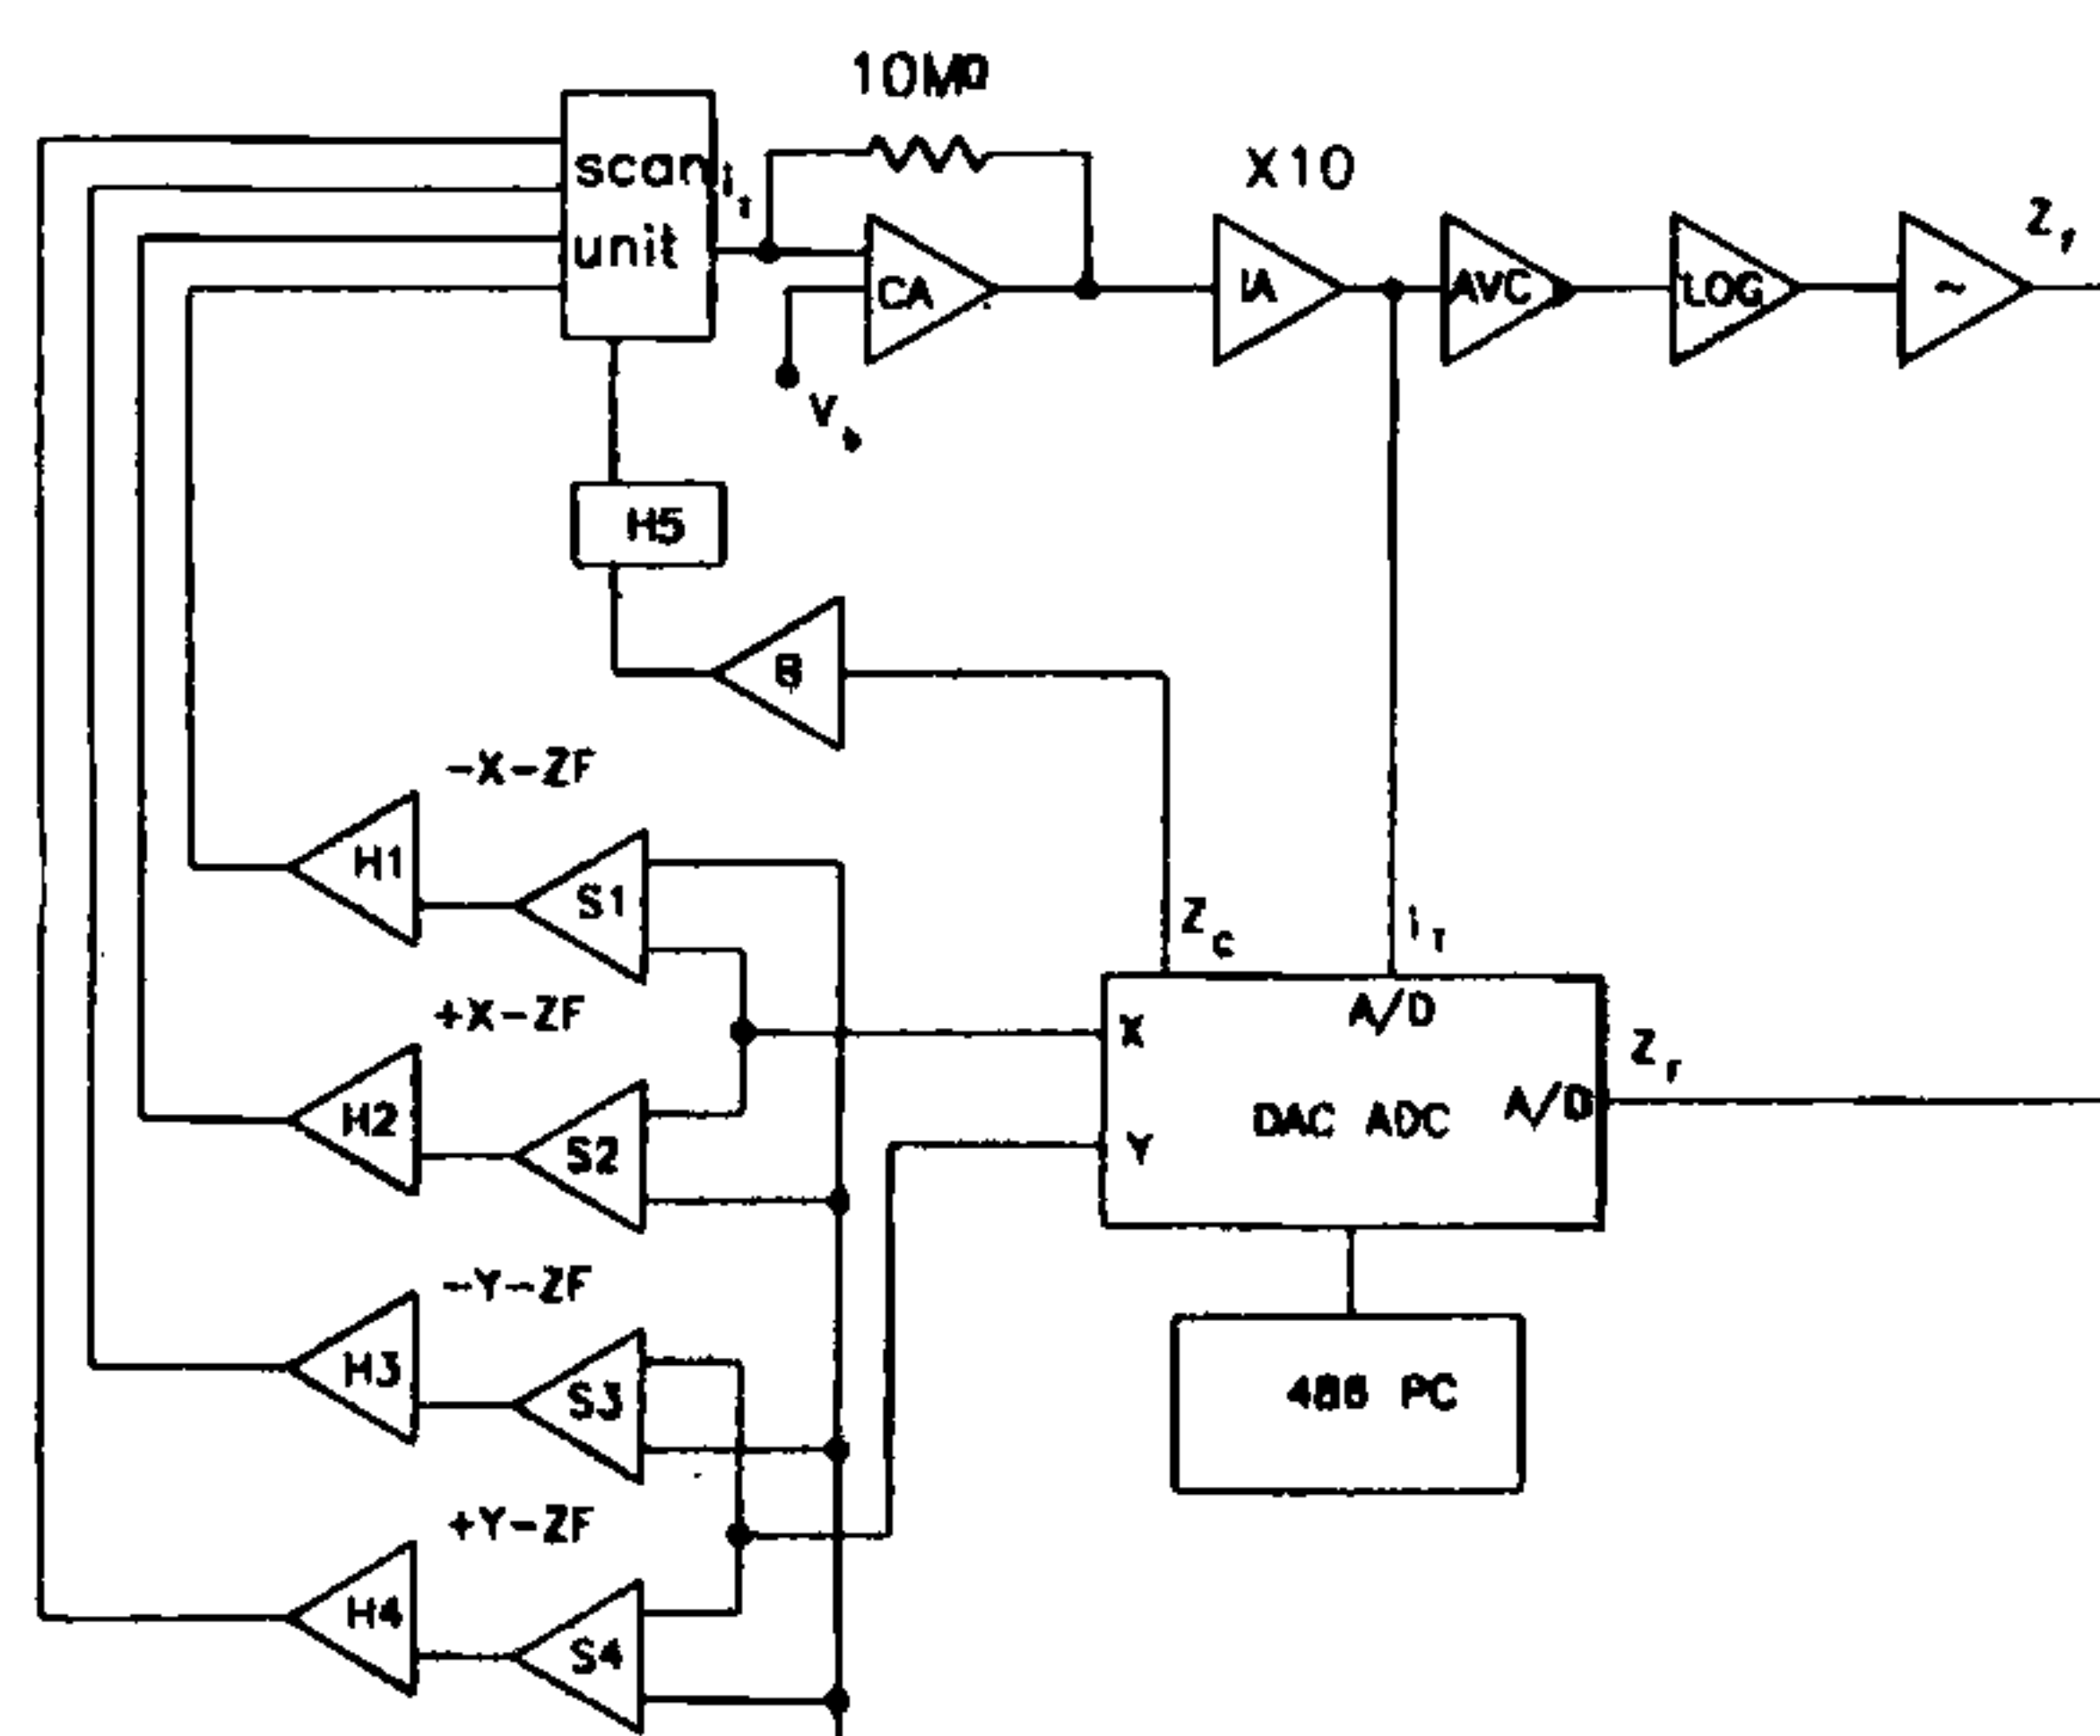 10MΩ
scan
unit
i t
X10
CA
IA
AVC
LOG
~
Z f
V b
H5
B
-X-ZF
H1
S1
Z C
i T
+X-ZF
X
A/D
Z f
H2
S2
Y
DAC ADC
A/D
-Y-ZF
H3
S3
486 PC
+Y-ZF
H4
S4